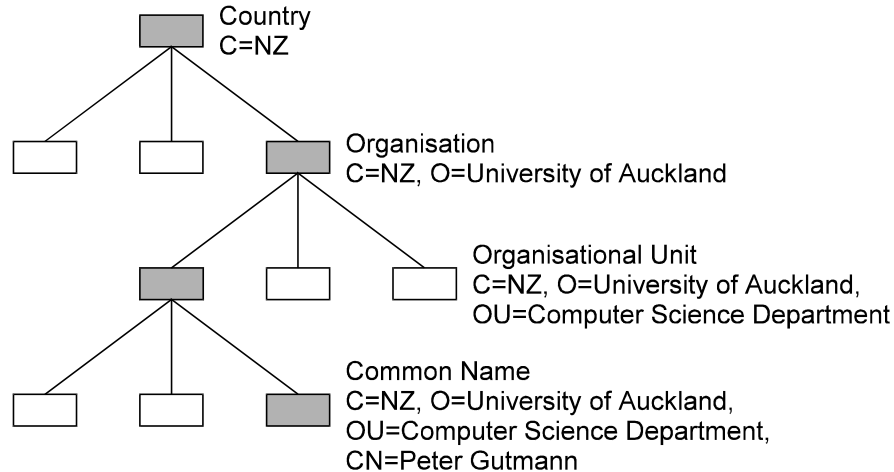 Country
C=NZ
Organisation
C=NZ, O=University of Auckland
Organisational Unit
C=NZ, O=University of Auckland,
OU=Computer Science Department
Common Name
C=NZ, O=University of Auckland,
OU=Computer Science Department,
CN=Peter Gutmann